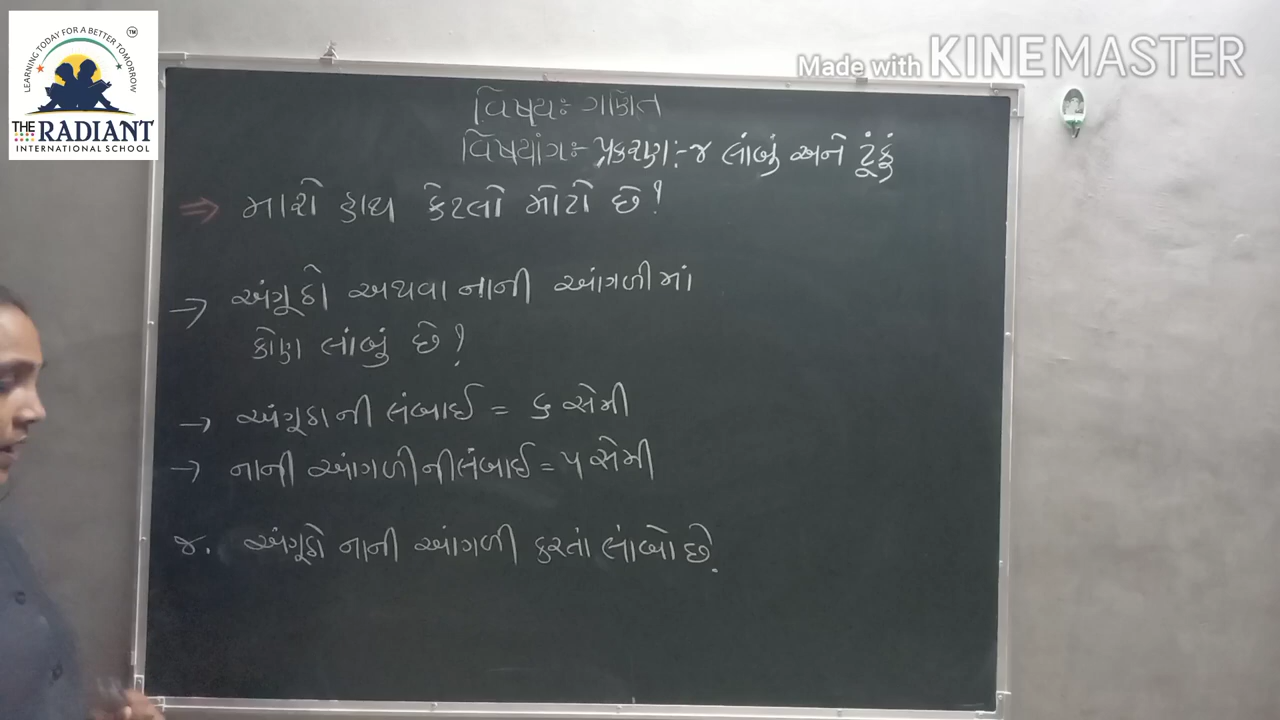 LEARNING TODAY FOR A BETTER TOMORROW
TM
THE RADIANT
INTERNATIONAL SCHOOL
Made with KINEMASTER
વિષયઃ- ગણિત
વિષયાંગઃ- પ્રકરણ:-૪ લાંબું અને ટૂંકું
⇒ મારો હાથ કેટલો મોટો છે?
→ અંગૂઠો અથવા નાની આંગળીમાં
કોણ લાંબું છે?
→ અંગૂઠાની લંબાઈ = ૬ સેમી
→ નાની આંગળીની લંબાઈ = ૫ સેમી
જ. અંગૂઠો નાની આંગળી કરતાં લાંબો છે.